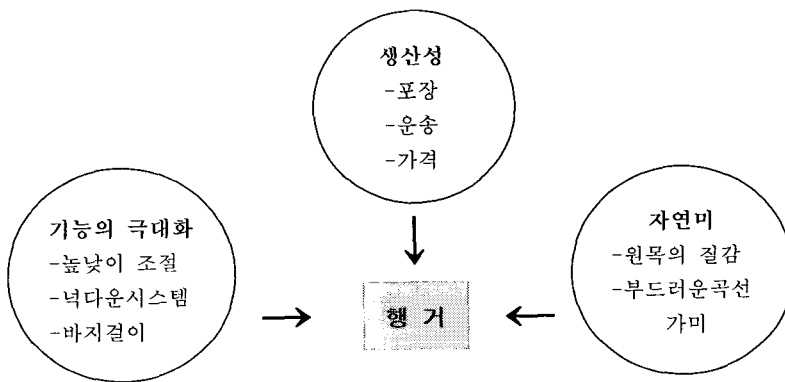 생산성
-포장
-운송
-가격
기능의 극대화
-높낮이 조절
-넉다운시스템
-바지걸이
자연미
-원목의 질감
-부드러운곡선
가미
행 거